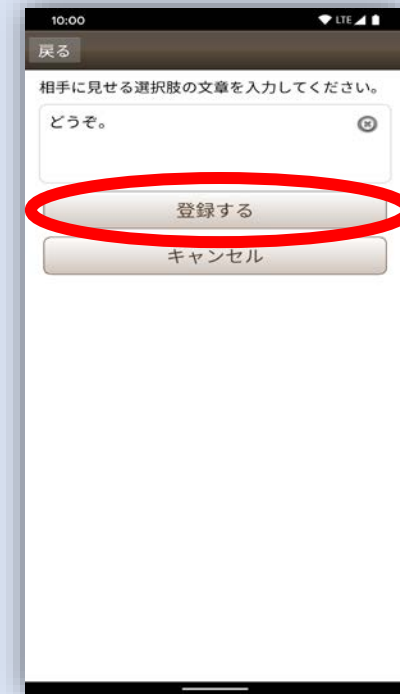 10:00 LTE
戻る
相手に見せる選択肢の文章を入力してください。
どうぞ。
登録する
キャンセル